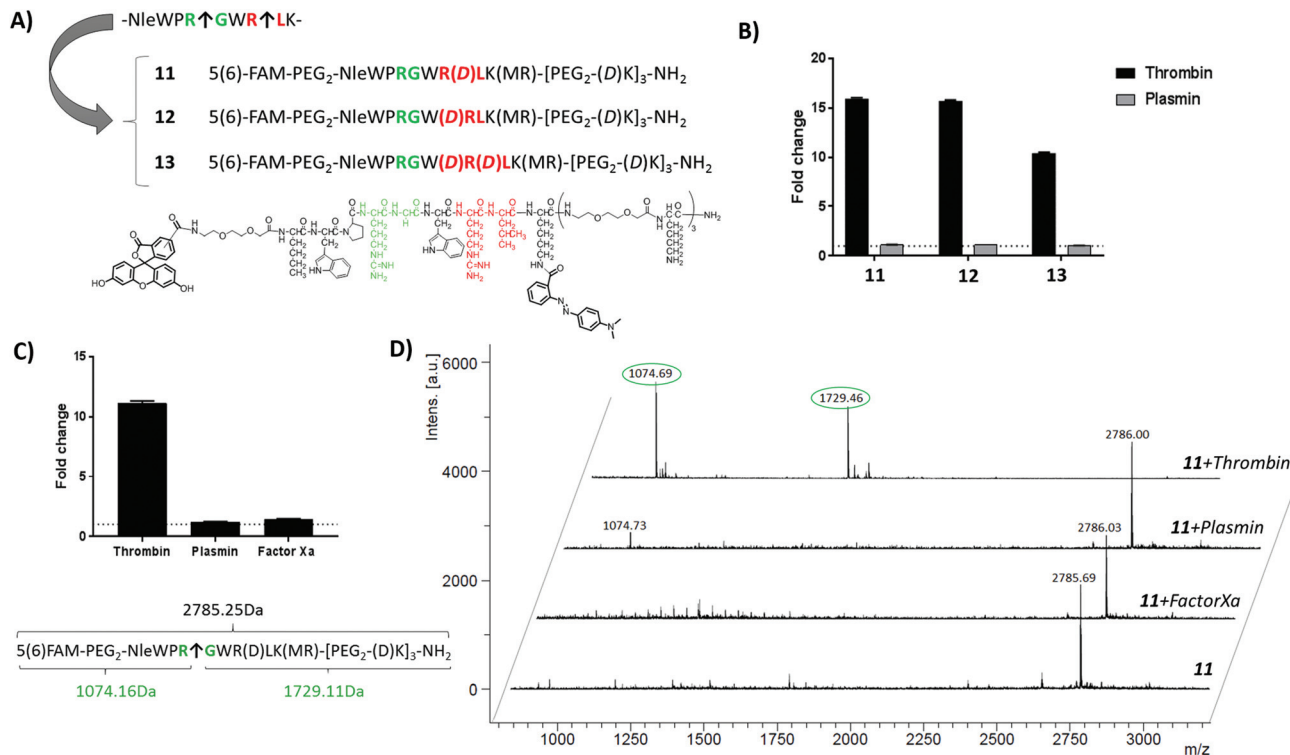 A)
-NleWPR↑GWR↑LK-
11 5(6)-FAM-PEG2-NleWPRGWR(D)LK(MR)-[PEG2-(D)K]3-NH2
12 5(6)-FAM-PEG2-NleWPRGW(D)RLK(MR)-[PEG2-(D)K]3-NH2
13 5(6)-FAM-PEG2-NleWPRGW(D)R(D)LK(MR)-[PEG2-(D)K]3-NH2
B)
Fold change
20
15
10
5
0
11 12 13
Thrombin
Plasmin
C)
Fold change
15
10
5
0
Thrombin Plasmin Factor Xa
2785.25Da
5(6)FAM-PEG2-NleWPR↑GWR(D)LK(MR)-[PEG2-(D)K]3-NH2
1074.16Da 1729.11Da
D)
Intens. [a.u.]
6000
4000
2000
0
1074.69
1729.46
11+Thrombin
2786.00
1074.73
11+Plasmin
2786.03
11+FactorXa
2785.69
11
1000 1250 1500 1750 2000 2250 2500 2750 3000
m/z